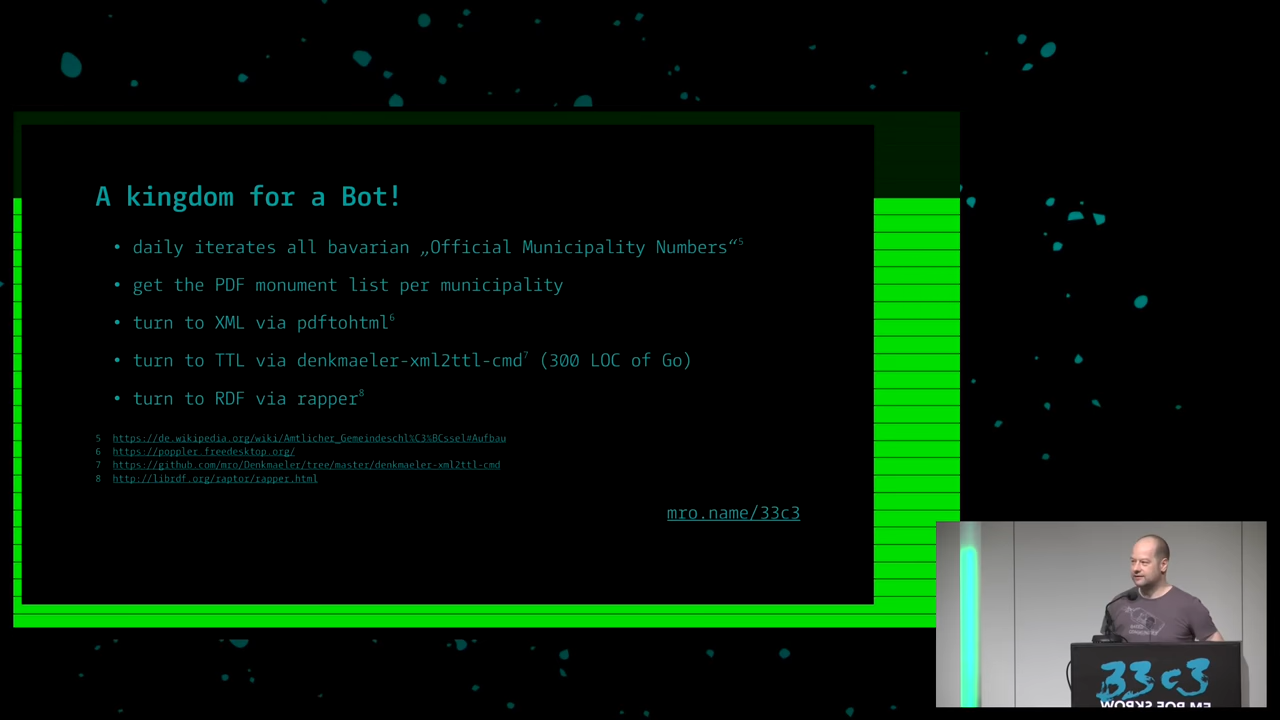 A kingdom for a Bot!
• daily iterates all bavarian „Official Municipality Numbers“5
• get the PDF monument list per municipality
• turn to XML via pdftohtml6
• turn to TTL via denkmaeler-xml2ttl-cmd7 (300 LOC of Go)
• turn to RDF via rapper8
5 https://de.wikipedia.org/wiki/Amtlicher_Gemeindeschl%C3%BCssel#Aufbau
6 https://poppler.freedesktop.org/
7 https://github.com/mro/Denkmaeler/tree/master/denkmaeler-xml2ttl-cmd
8 http://librdf.org/raptor/rapper.html
mro.name/33c3
33c3